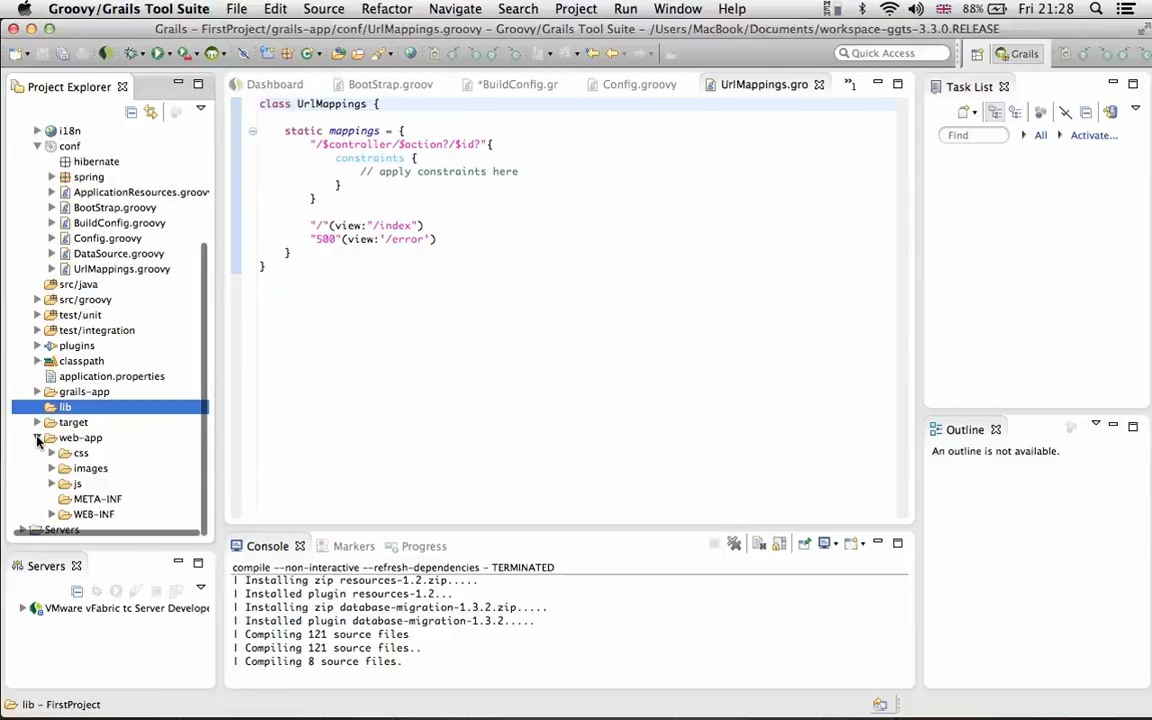 Groovy/Grails Tool Suite File Edit Source Refactor Navigate Search Project Run Window Help 88% Fri 21:28
Grails - FirstProject/grails-app/conf/UrlMappings.groovy - Groovy/Grails Tool Suite - /Users/MacBook/Documents/workspace-ggts-3.3.0.RELEASE
Quick Access
Grails
Project Explorer
i18n
conf
hibernate
spring
ApplicationResources.groovy
BootStrap.groovy
BuildConfig.groovy
Config.groovy
DataSource.groovy
UrlMappings.groovy
src/java
src/groovy
test/unit
test/integration
plugins
classpath
application.properties
grails-app
lib
target
web-app
css
images
js
META-INF
WEB-INF
Servers
Servers
VMware vFabric tc Server Develope
Dashboard BootStrap.groov *BuildConfig.gr Config.groovy UrlMappings.gro »1
class UrlMappings {
static mappings = {
"/$controller/$action?/$id?"{
constraints {
// apply constraints here
}
}
"/"(view:"/index")
"500"(view:'/error')
}
}
Console Markers Progress
compile --non-interactive --refresh-dependencies - TERMINATED
| Installing zip resources-1.2.zip.....
| Installed plugin resources-1.2...
| Installing zip database-migration-1.3.2.zip.....
| Installed plugin database-migration-1.3.2.....
| Compiling 121 source files
| Compiling 121 source files..
| Compiling 8 source files.
Task List
Find All Activate...
Outline
An outline is not available.
lib - FirstProject